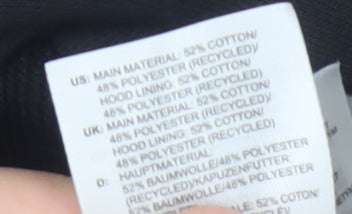 US: MAIN MATERIAL: 52% COTTON/
48% POLYESTER (RECYCLED)/
HOOD LINING: 52% COTTON/
48% POLYESTER (RECYCLED)
UK: MAIN MATERIAL: 52% COTTON/
48% POLYESTER (RECYCLED)/
HOOD LINING: 52% COTTON/
48% POLYESTER (RECYCLED)
D: HAUPTMATERIAL:
52% BAUMWOLLE/48% POLYESTER
(RECYCLED)/KAPUZENFUTTER
52% BAUMWOLLE/48% POLYESTER
52% COTON/